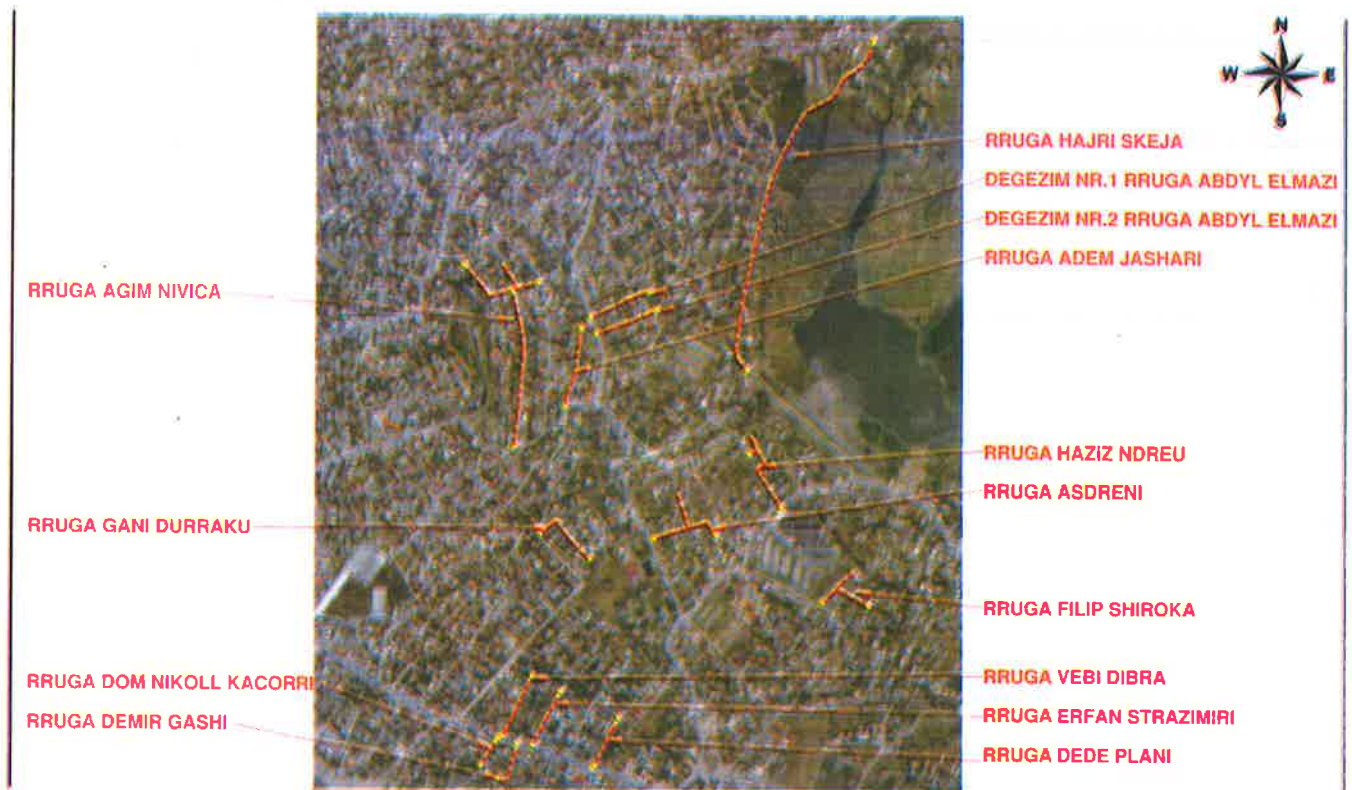 N
W E
S
RRUGA HAJRI SKEJA
DEGEZIM NR.1 RRUGA ABDYL ELMAZI
DEGEZIM NR.2 RRUGA ABDYL ELMAZI
RRUGA ADEM JASHARI
RRUGA AGIM NIVICA
RRUGA HAZIZ NDREU
RRUGA ASDRENI
RRUGA GANI DURRAKU
RRUGA FILIP SHIROKA
RRUGA DOM NIKOLL KACORRI
RRUGA VEBI DIBRA
RRUGA DEMIR GASHI
RRUGA ERFAN STRAZIMIRI
RRUGA DEDE PLANI